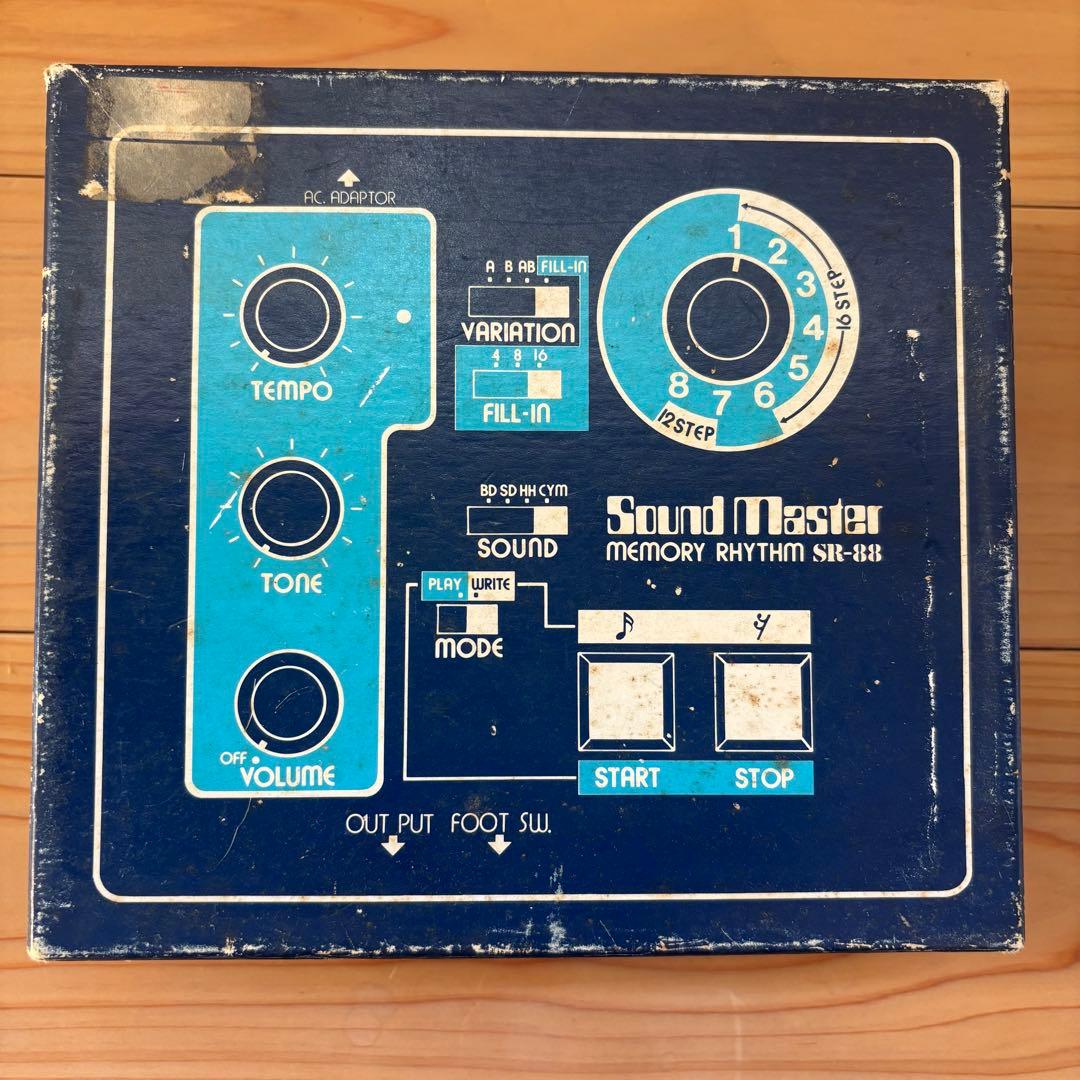 AC. ADAPTOR
TEMPO
TONE
OFF
VOLUME
A B AB FILL-IN
VARIATION
4 8 16
FILL-IN
1
2
3
4
5
6
7
8
16 STEP
12 STEP
BD SD HH CYM
SOUND
Sound Master
MEMORY RHYTHM SR-88
PLAY WRITE
MODE
START STOP
OUT PUT FOOT SW.